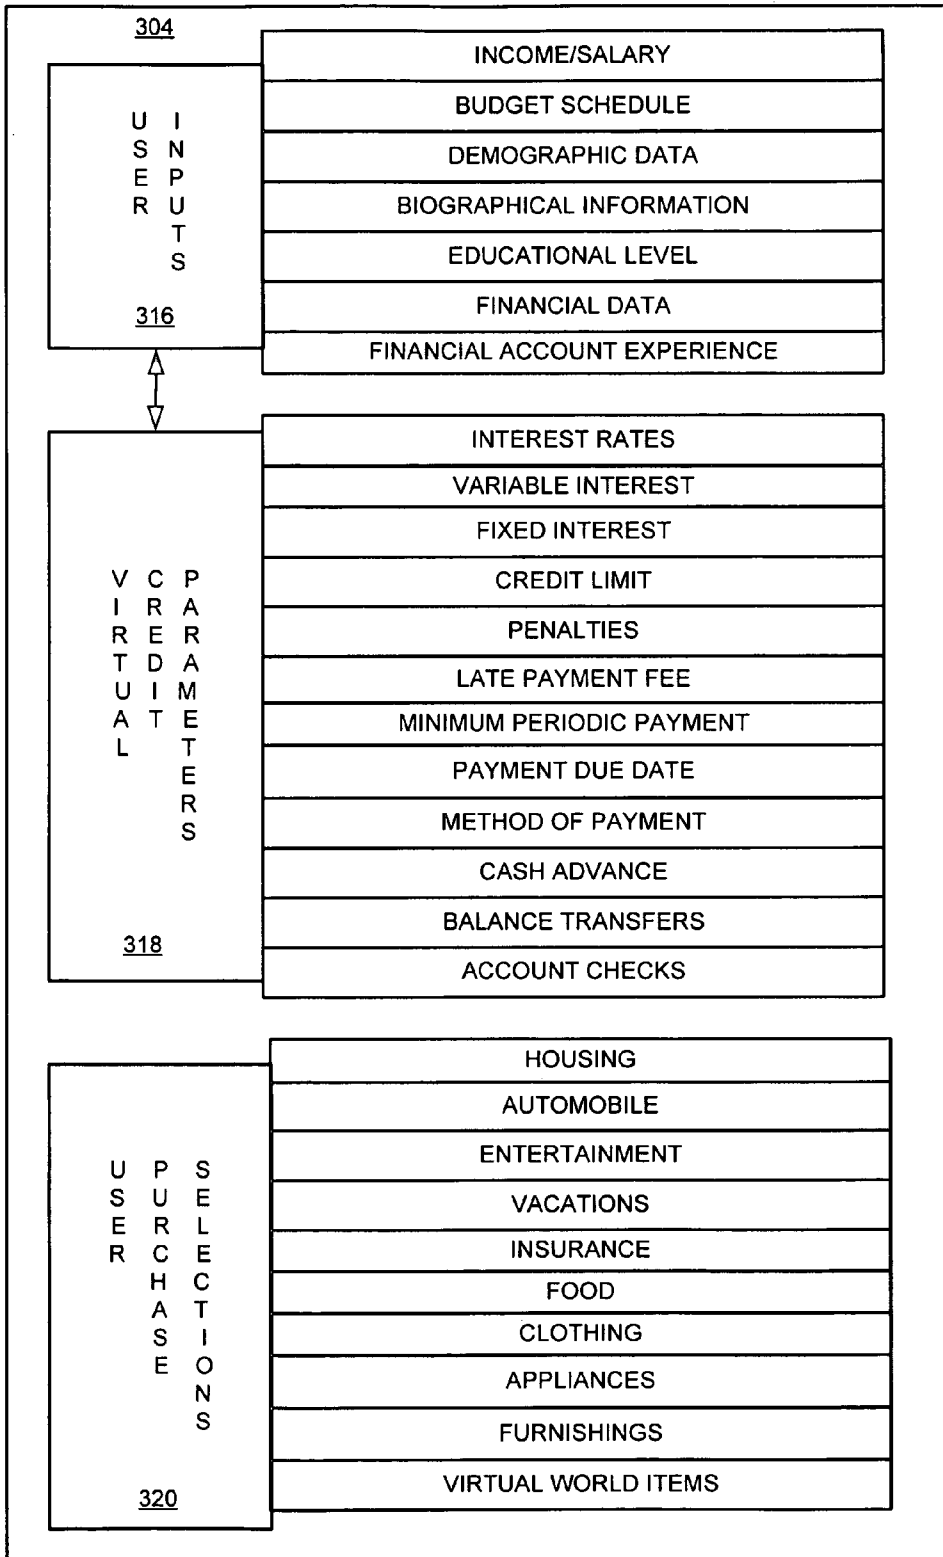 304
USER INPUTS
316
INCOME/SALARY
BUDGET SCHEDULE
DEMOGRAPHIC DATA
BIOGRAPHICAL INFORMATION
EDUCATIONAL LEVEL
FINANCIAL DATA
FINANCIAL ACCOUNT EXPERIENCE
VIRTUAL CREDIT PARAMETERS
318
INTEREST RATES
VARIABLE INTEREST
FIXED INTEREST
CREDIT LIMIT
PENALTIES
LATE PAYMENT FEE
MINIMUM PERIODIC PAYMENT
PAYMENT DUE DATE
METHOD OF PAYMENT
CASH ADVANCE
BALANCE TRANSFERS
ACCOUNT CHECKS
USER PURCHASE SELECTIONS
320
HOUSING
AUTOMOBILE
ENTERTAINMENT
VACATIONS
INSURANCE
FOOD
CLOTHING
APPLIANCES
FURNISHINGS
VIRTUAL WORLD ITEMS